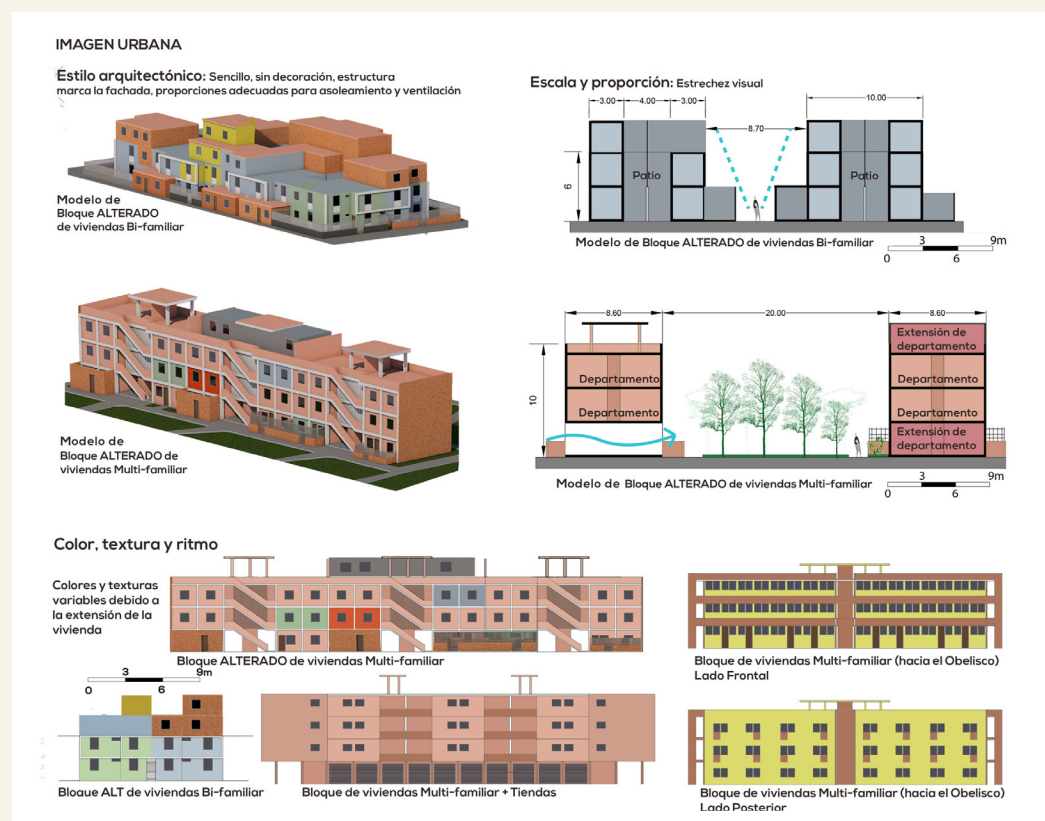 IMAGEN URBANA
Estilo arquitectónico: Sencillo, sin decoración, estructura
marca la fachada, proporciones adecuadas para asoleamiento y ventilación
Modelo de
Bloque ALTERADO
de viviendas Bi-familiar
Escala y proporción: Estrechez visual
3.00
4.00
3.00
10.00
8.70
6
Patio
Patio
Modelo de Bloque ALTERADO de viviendas Bi-familiar
3
9m
0
6
Modelo de
Bloque ALTERADO de
viviendas Multi-familiar
8.60
20.00
8.60
10
Departamento
Departamento
Extensión de
departamento
Departamento
Departamento
Extensión de
departamento
Modelo de Bloque ALTERADO de viviendas Multi-familiar
3
9m
0
6
Color, textura y ritmo
Colores y texturas
variables debido a
la extensión de la
vivienda
Bloque ALTERADO de viviendas Multi-familiar
3
9m
0
6
Bloque ALT de viviendas Bi-familiar
Bloque de viviendas Multi-familiar + Tiendas
Bloque de viviendas Multi-familiar (hacia el Obelisco)
Lado Frontal
Bloque de viviendas Multi-familiar (hacia el Obelisco)
Lado Posterior